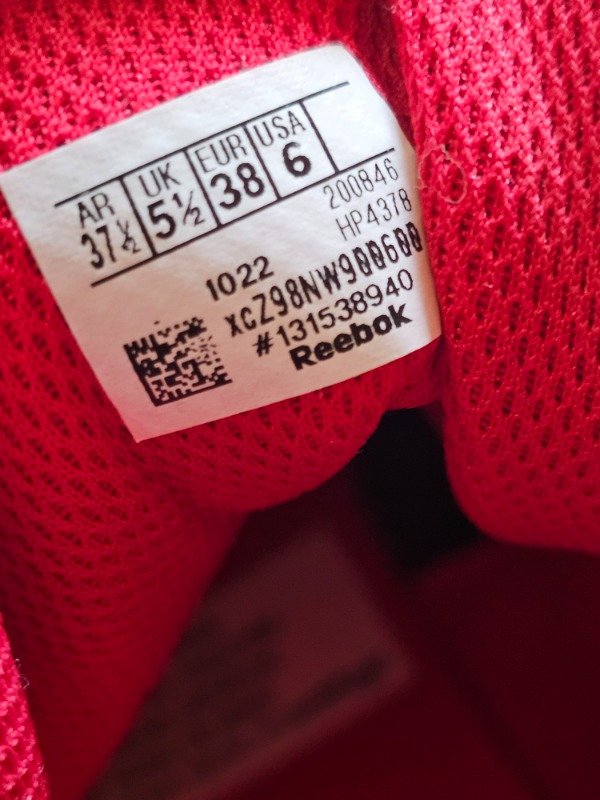 AR UK EUR USA
37½ 5½ 38 6
200846
HP4378
1022
XCZ98NW900600
#131538940
Reebok